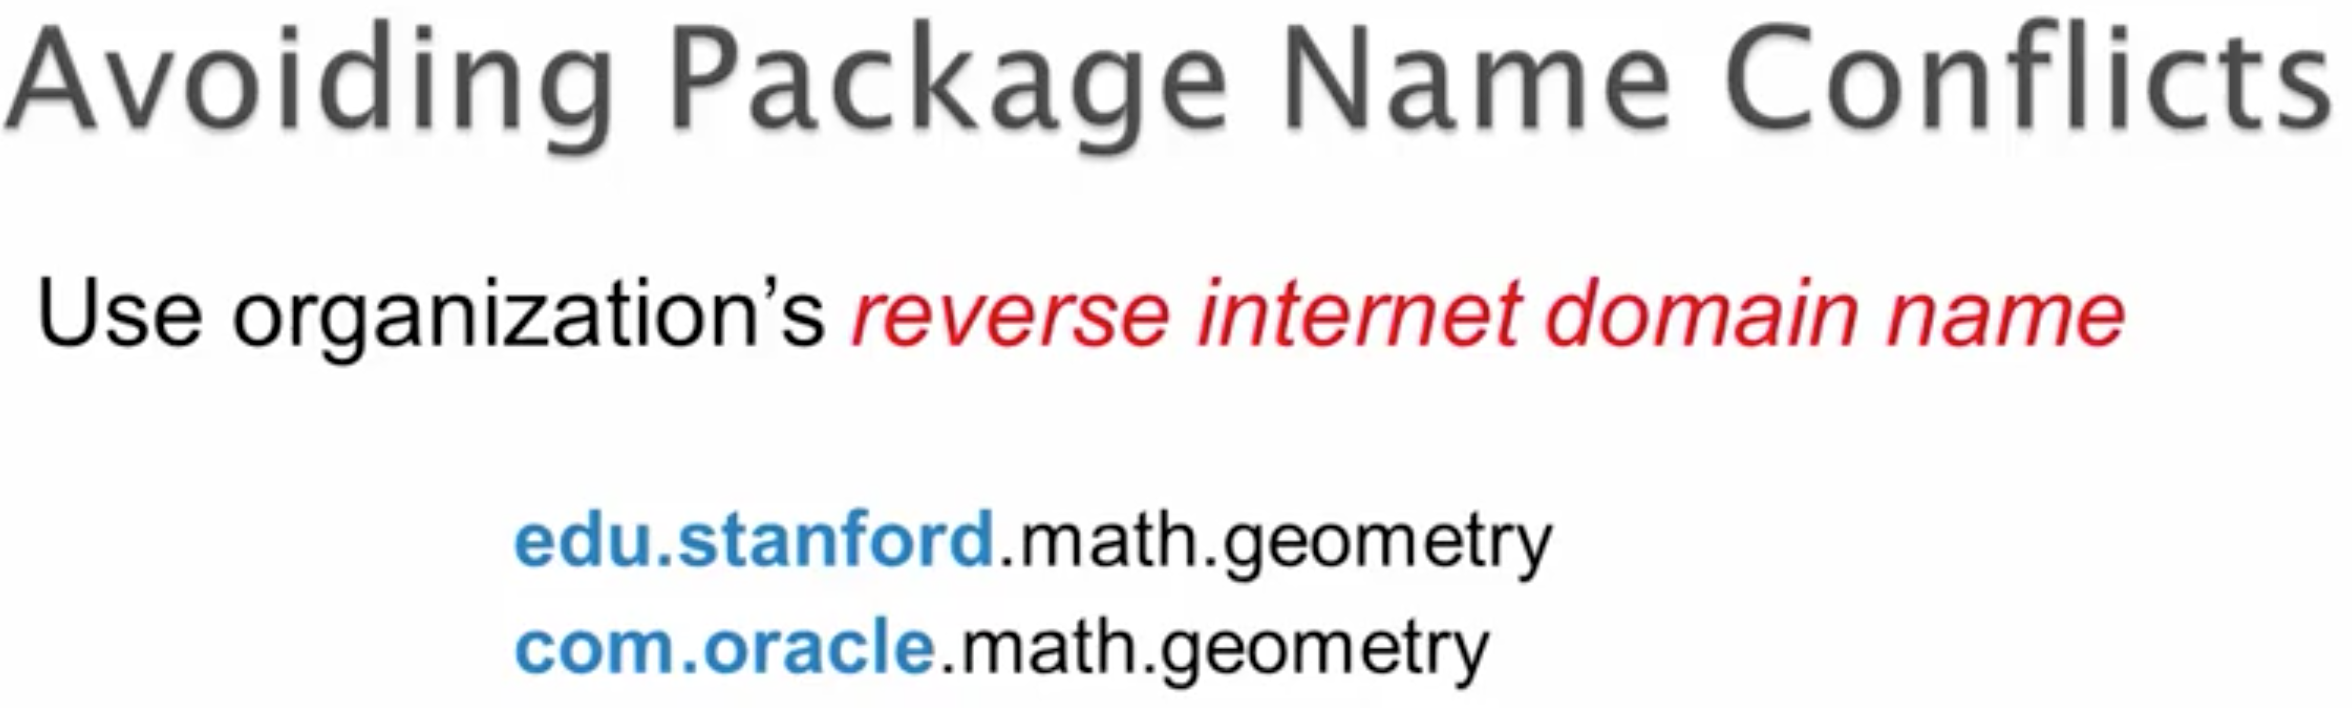 Avoiding Package Name Conflicts
Use organization’s reverse internet domain name
edu.stanford.math.geometry
com.oracle.math.geometry